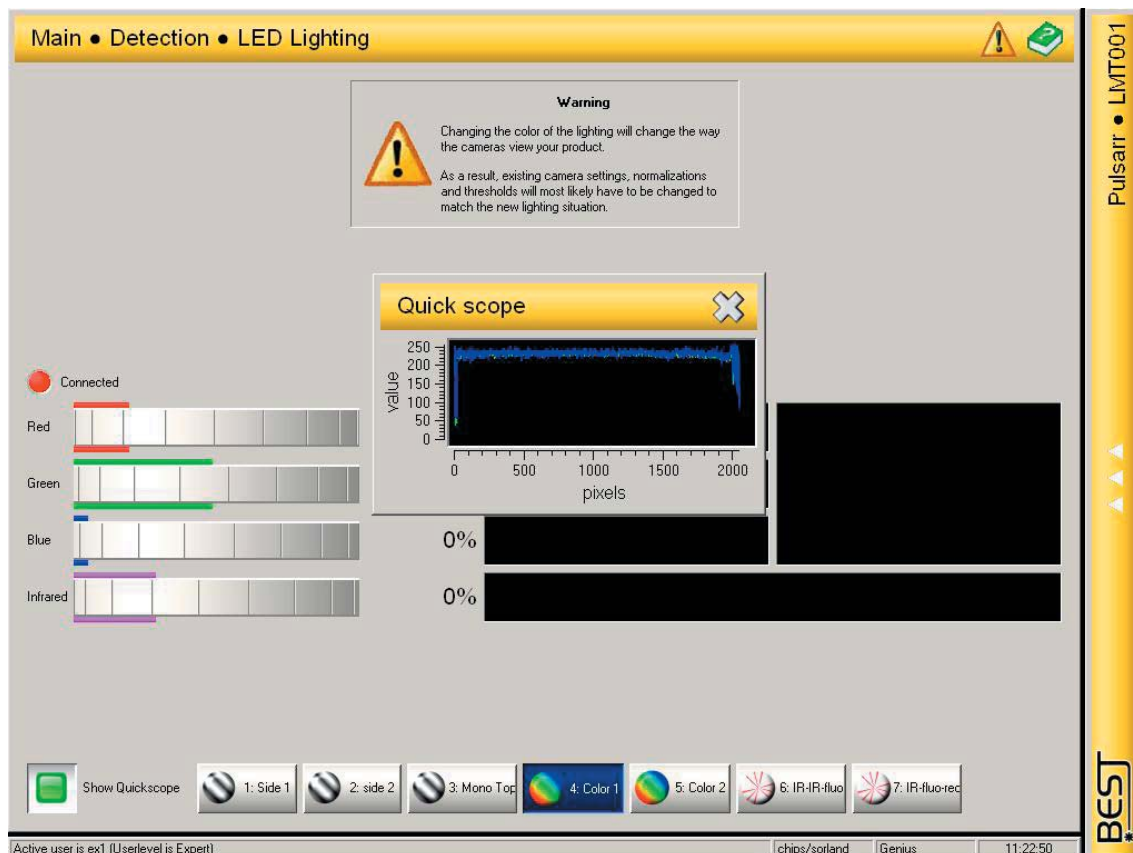 Main ● Detection ● LED Lighting
Warning
Changing the color of the lighting will change the way
the cameras view your product.
As a result, existing camera settings, normalizations
and thresholds will most likely have to be changed to
match the new lighting situation.
Quick scope
value
250
200
150
100
50
0
0 500 1000 1500 2000
pixels
Connected
Red
Green
Blue
0%
Infrared
0%
Show Quickscope
1: Side 1
2: side 2
3: Mono Top
4: Color 1
5: Color 2
6: IR-IR-fluo
7: IR-fluo-rec
Active user is ex1 (Userlevel is Expert)
chips/sorland
Genius
11:22:50
Pulsarr ● LMT001
BEST